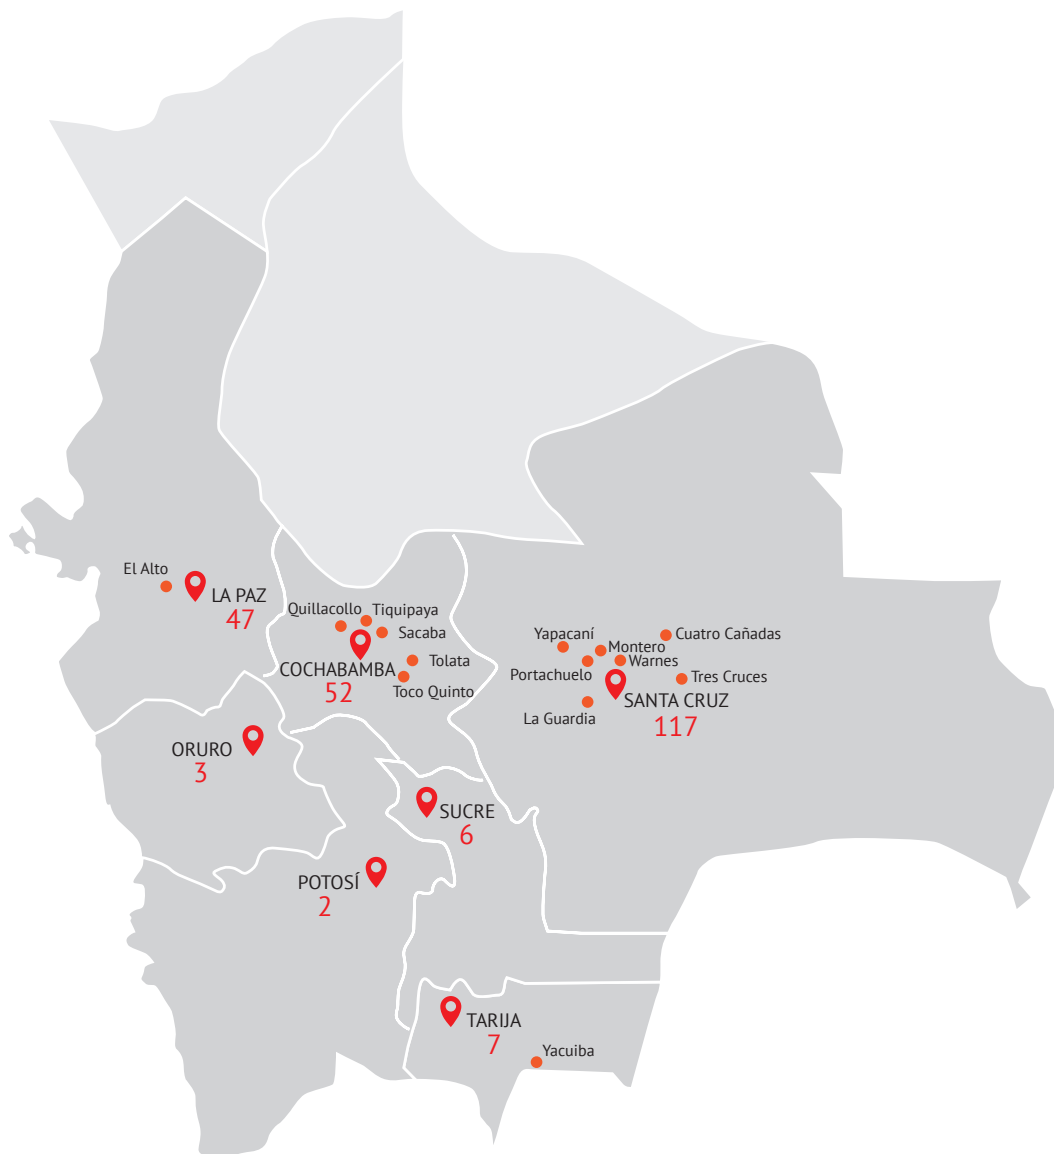 El Alto
LA PAZ
47
Quillacollo
Tiquipaya
Sacaba
COCHABAMBA
52
Tolata
Toco Quinto
Yapacaní
Montero
Cuatro Cañadas
Warnes
Portachuelo
Tres Cruces
SANTA CRUZ
117
La Guardia
ORURO
3
SUCRE
6
POTOSÍ
2
TARIJA
7
Yacuiba